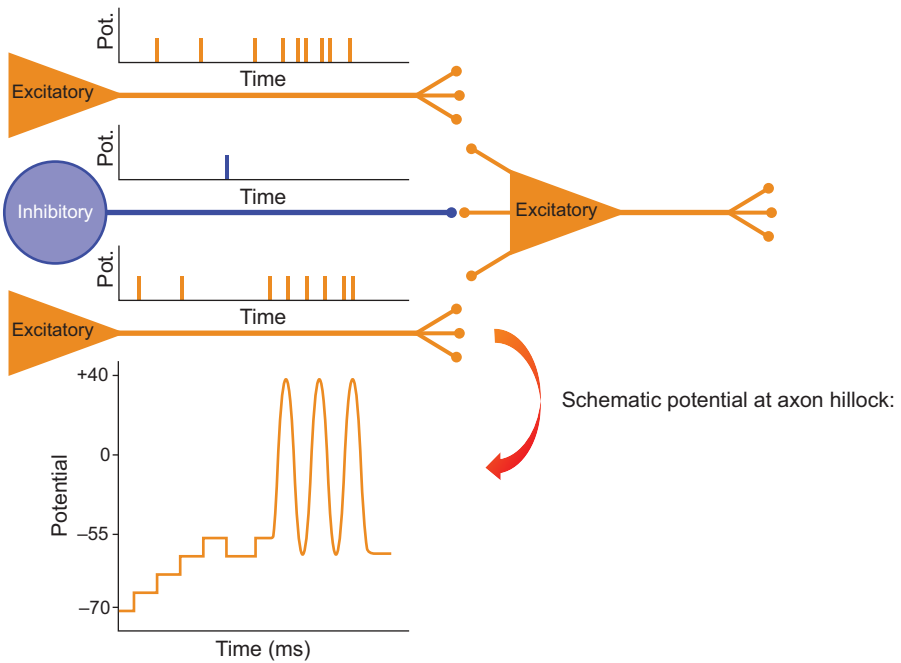 Pot.
Time
Excitatory
Pot.
Time
Inhibitory
Excitatory
Pot.
Time
Excitatory
Schematic potential at axon hillock:
+40
0
–55
–70
Potential
Time (ms)